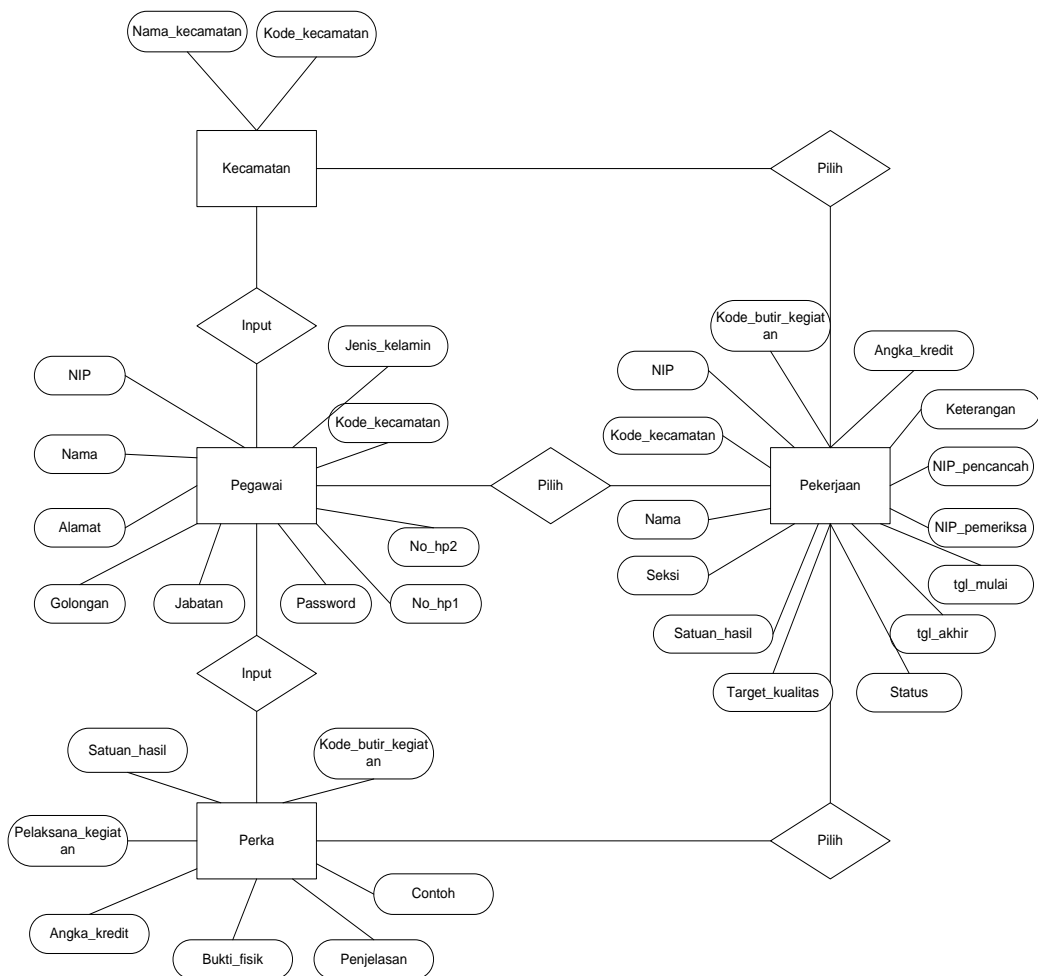 Nama_kecamatan
Kode_kecamatan
Kecamatan
Pilih
Input
Kode_butir_kegiat
an
Jenis_kelamin
Angka_kredit
NIP
NIP
Keterangan
Kode_kecamatan
Kode_kecamatan
Nama
NIP_pencancah
Pegawai
Pilih
Pekerjaan
Alamat
Nama
NIP_pemeriksa
No_hp2
Seksi
tgl_mulai
Golongan
Jabatan
Password
No_hp1
Satuan_hasil
tgl_akhir
Input
Target_kualitas
Status
Satuan_hasil
Kode_butir_kegiat
an
Pelaksana_kegiat
an
Perka
Pilih
Contoh
Angka_kredit
Bukti_fisik
Penjelasan